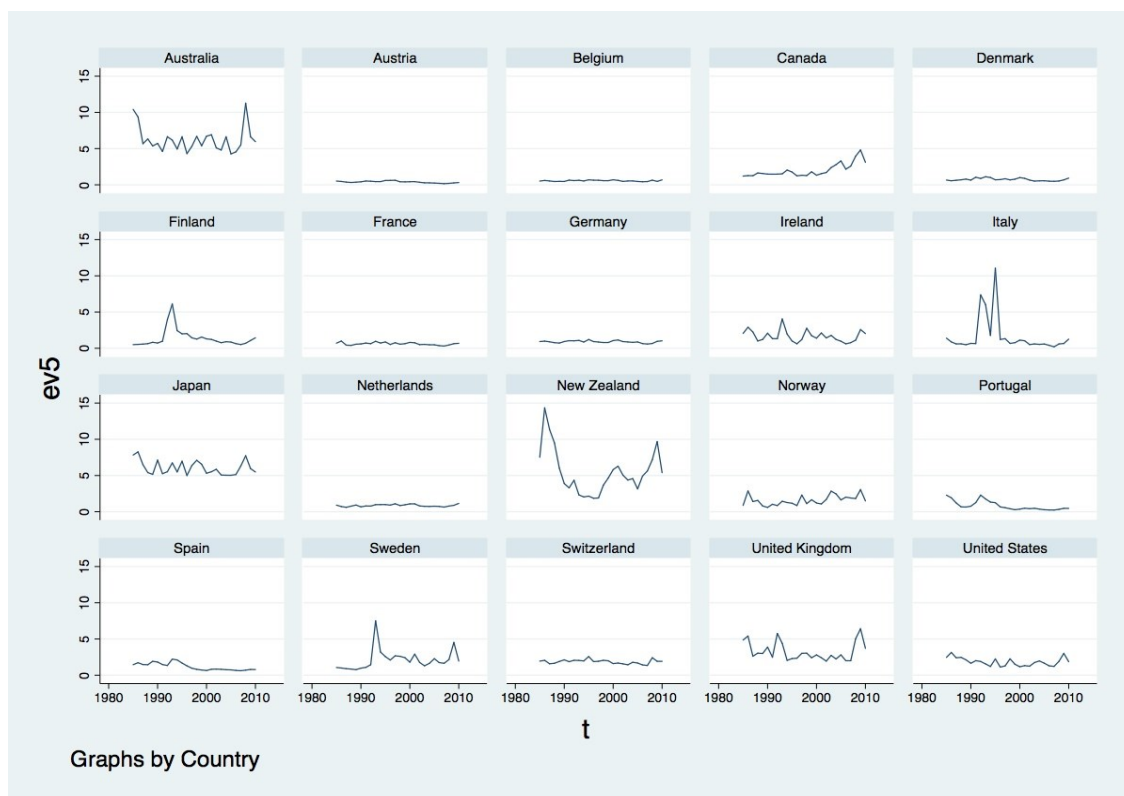 Australia Austria Belgium Canada Denmark
15
10
5
0
Finland France Germany Ireland Italy
15
10
5
0
ev5
Japan Netherlands New Zealand Norway Portugal
15
10
5
0
Spain Sweden Switzerland United Kingdom United States
15
10
5
0
1980 1990 2000 2010 1980 1990 2000 2010 1980 1990 2000 2010 1980 1990 2000 2010 1980 1990 2000 2010
t
Graphs by Country